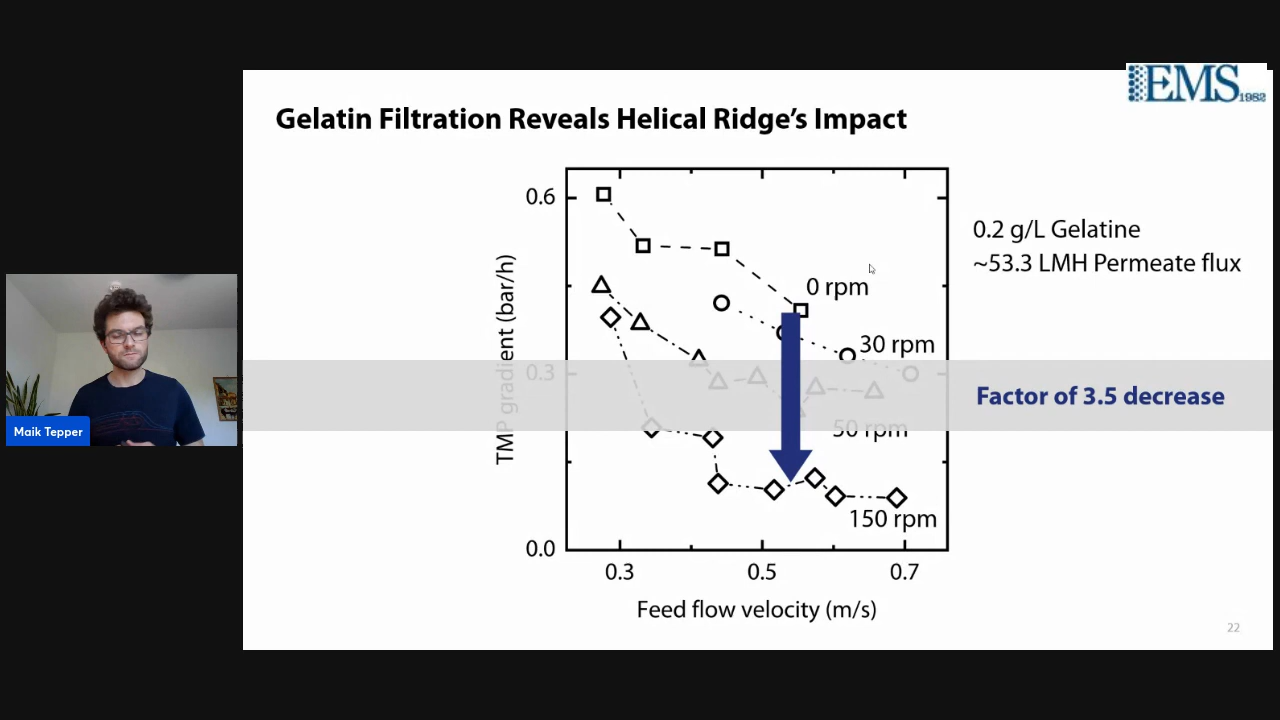 EMS 1982
Gelatin Filtration Reveals Helical Ridge's Impact
0.6
0.3
0.0
TMP gradient (bar/h)
0 rpm
30 rpm
50 rpm
150 rpm
0.3
0.5
0.7
Feed flow velocity (m/s)
0.2 g/L Gelatine
~53.3 LMH Permeate flux
Factor of 3.5 decrease
Maik Tepper
22